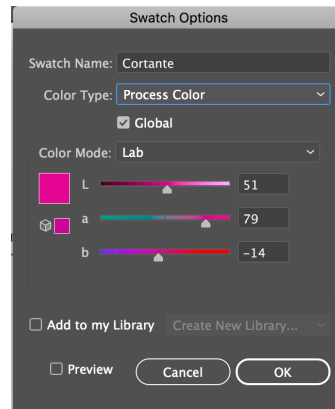 Swatch Options
Swatch Name: Cortante
Color Type: Process Color
Global
Color Mode: Lab
L 51
a 79
b -14
Add to my Library Create New Library...
Preview Cancel OK